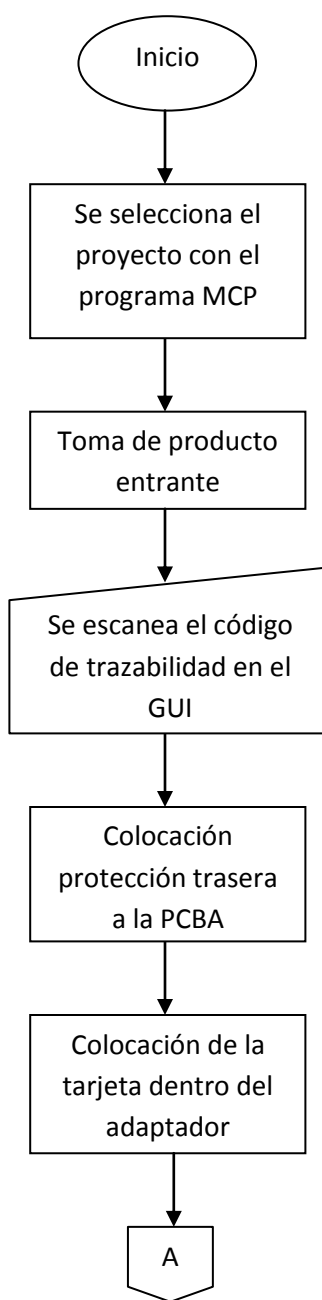 Inicio
Se selecciona el
proyecto con el
programa MCP
Toma de producto
entrante
Se escanea el código
de trazabilidad en el
GUI
Colocación
protección trasera
a la PCBA
Colocación de la
tarjeta dentro del
adaptador
A